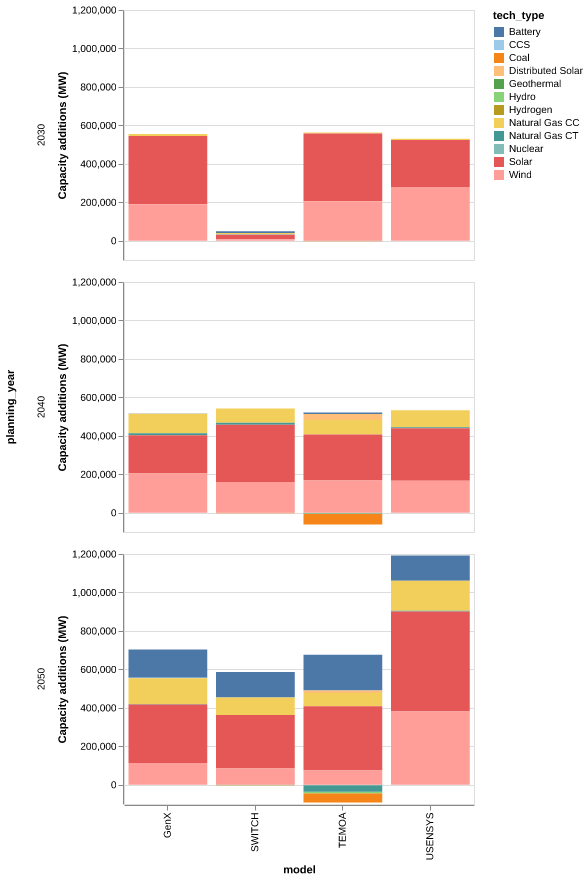 tech_type
Battery
CCS
Coal
Distributed Solar
Geothermal
Hydro
Hydrogen
Natural Gas CC
Natural Gas CT
Nuclear
Solar
Wind
planning_year
2030
Capacity additions (MW)
1,200,000
1,000,000
800,000
600,000
400,000
200,000
0
2040
Capacity additions (MW)
1,200,000
1,000,000
800,000
600,000
400,000
200,000
0
2050
Capacity additions (MW)
1,200,000
1,000,000
800,000
600,000
400,000
200,000
0
GenX
SWITCH
TEMOA
USENSYS
model